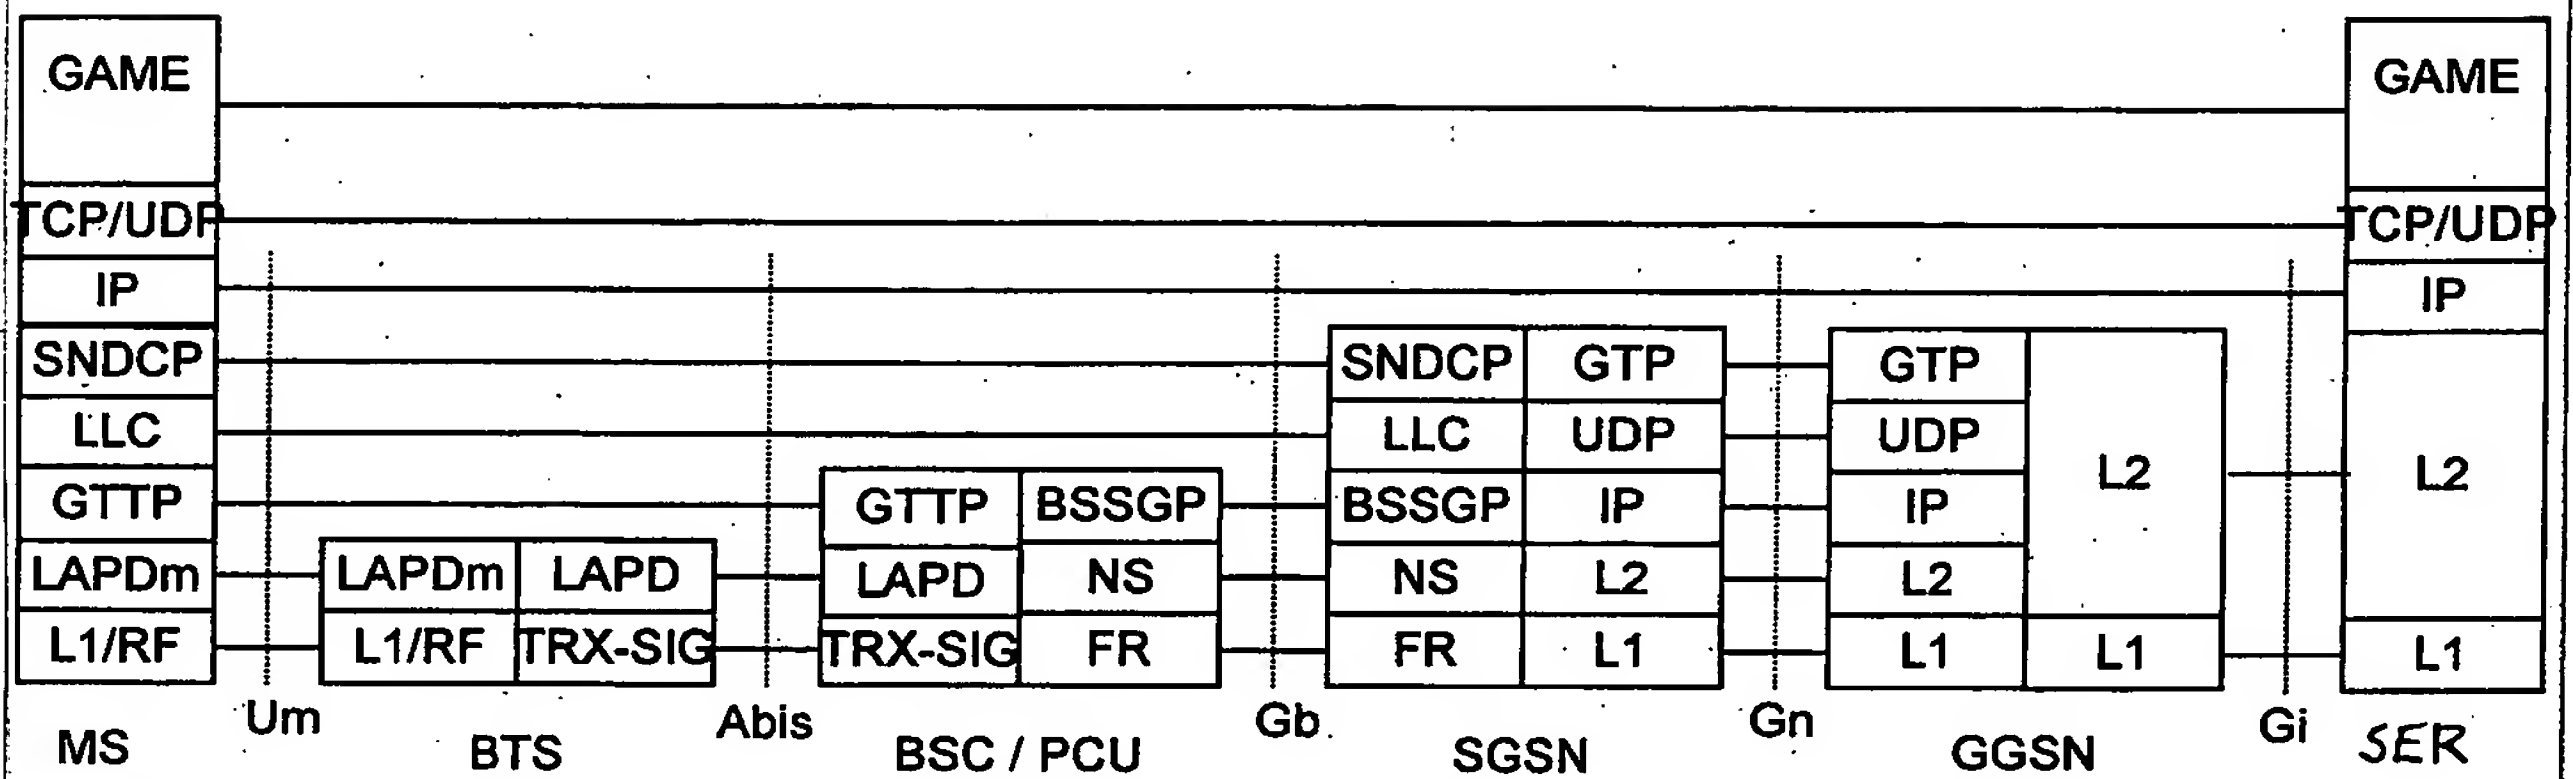 GAME GAME
TCP/UDP TCP/UDP
IP IP
SNDCP SNDCP GTP GTP
LLC LLC UDP UDP
L2 L2
GTTP GTTP BSSGP BSSGP IP IP
LAPDm LAPDm LAPD LAPD NS NS L2 L2
L1/RF L1/RF TRX-SIG TRX-SIG FR FR L1 L1 L1 L1
Um Abis Gb Gn Gi
MS BTS BSC / PCU SGSN GGSN SER